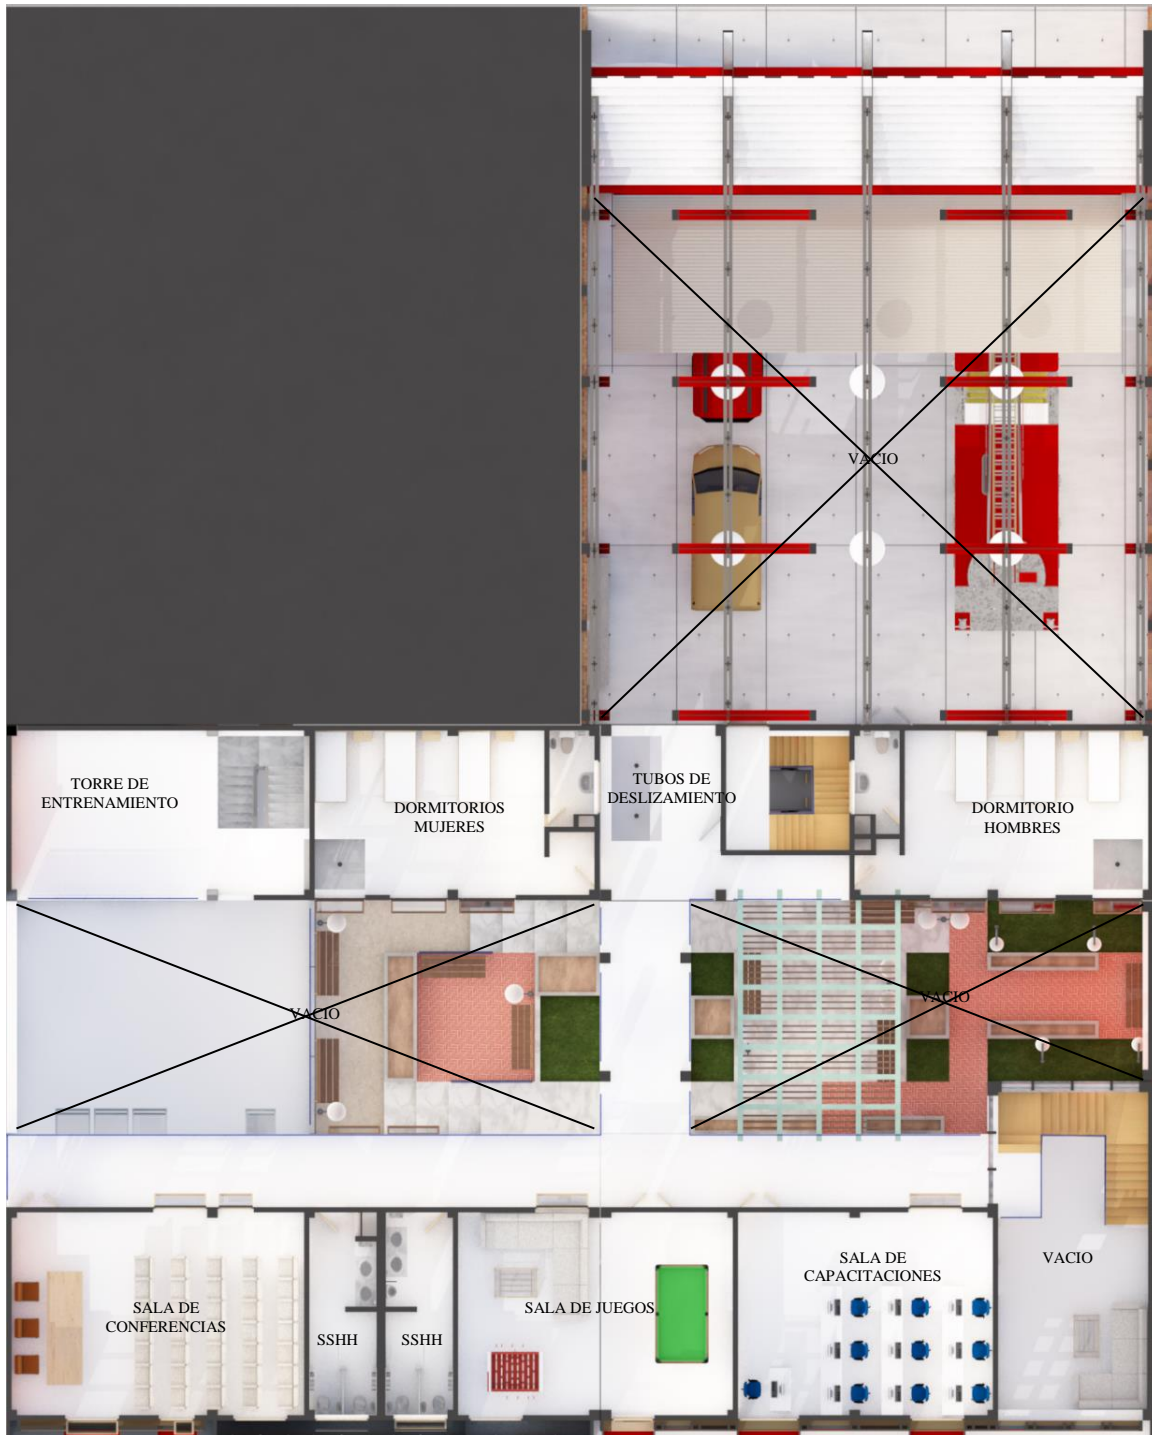 VACIO
TORRE DE
ENTRENAMIENTO
DORMITORIOS
MUJERES
TUBOS DE
DESLIZAMIENTO
DORMITORIO
HOMBRES
VACIO
VACIO
SALA DE
CONFERENCIAS
SSHH
SSHH
SALA DE JUEGOS
SALA DE
CAPACITACIONES
VACIO